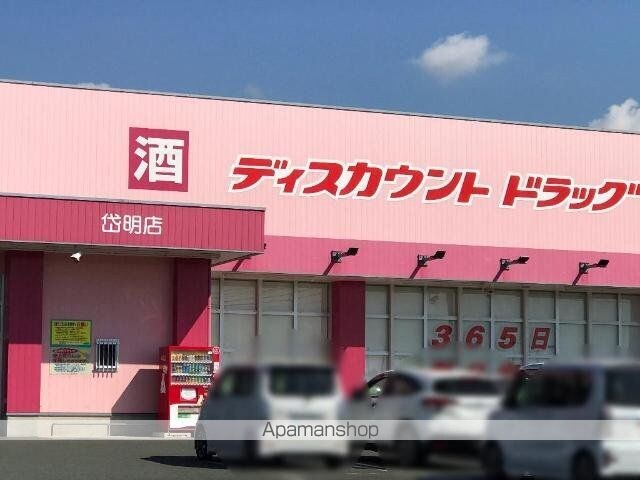 酒
ディスカウント ドラッグ
岱明店
365日
Apamanshop